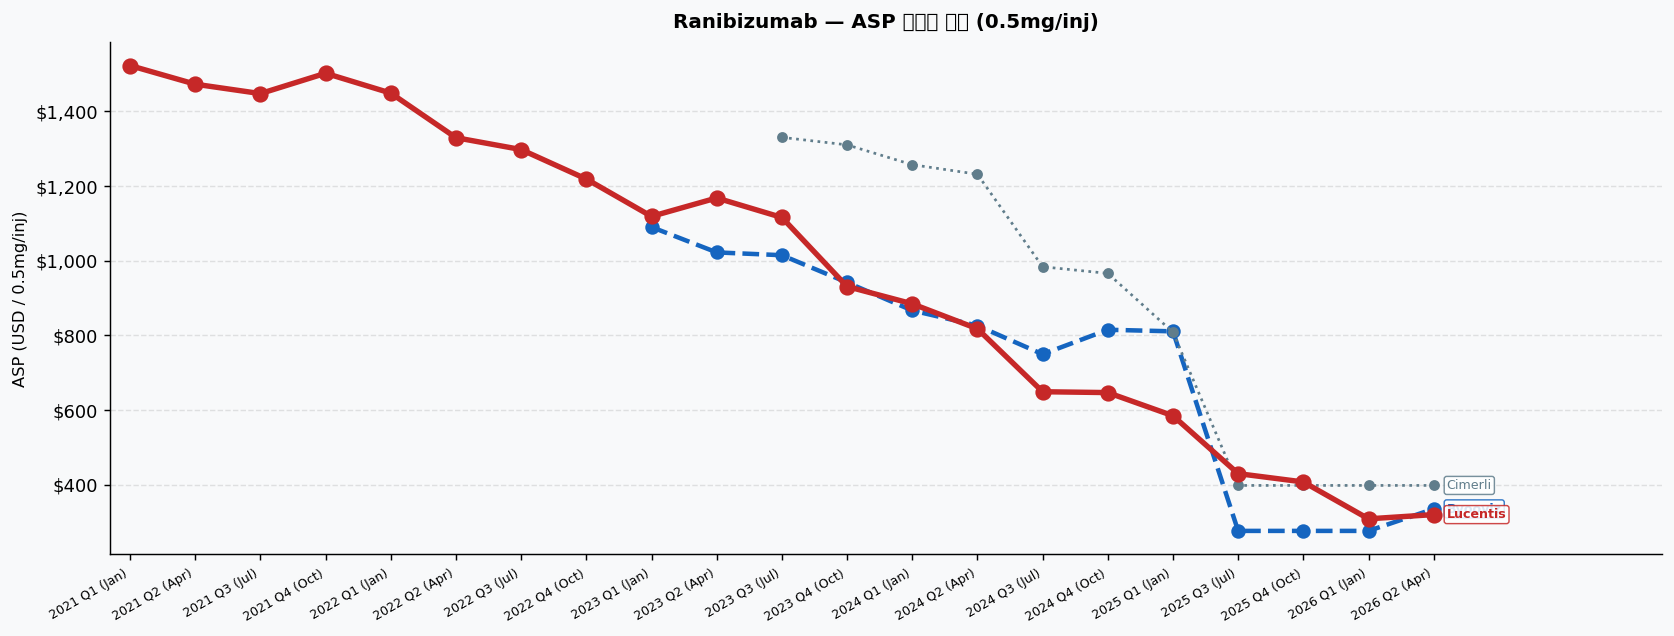 Ranibizumab — ASP (0.5mg/inj)
ASP (USD / 0.5mg/inj)
$1,400
$1,200
$1,000
$800
$600
$400
Cimerli
Lucentis
2021 Q1 (Jan)
2021 Q2 (Apr)
2021 Q3 (Jul)
2021 Q4 (Oct)
2022 Q1 (Jan)
2022 Q2 (Apr)
2022 Q3 (Jul)
2022 Q4 (Oct)
2023 Q1 (Jan)
2023 Q2 (Apr)
2023 Q3 (Jul)
2023 Q4 (Oct)
2024 Q1 (Jan)
2024 Q2 (Apr)
2024 Q3 (Jul)
2024 Q4 (Oct)
2025 Q1 (Jan)
2025 Q3 (Jul)
2025 Q4 (Oct)
2026 Q1 (Jan)
2026 Q2 (Apr)